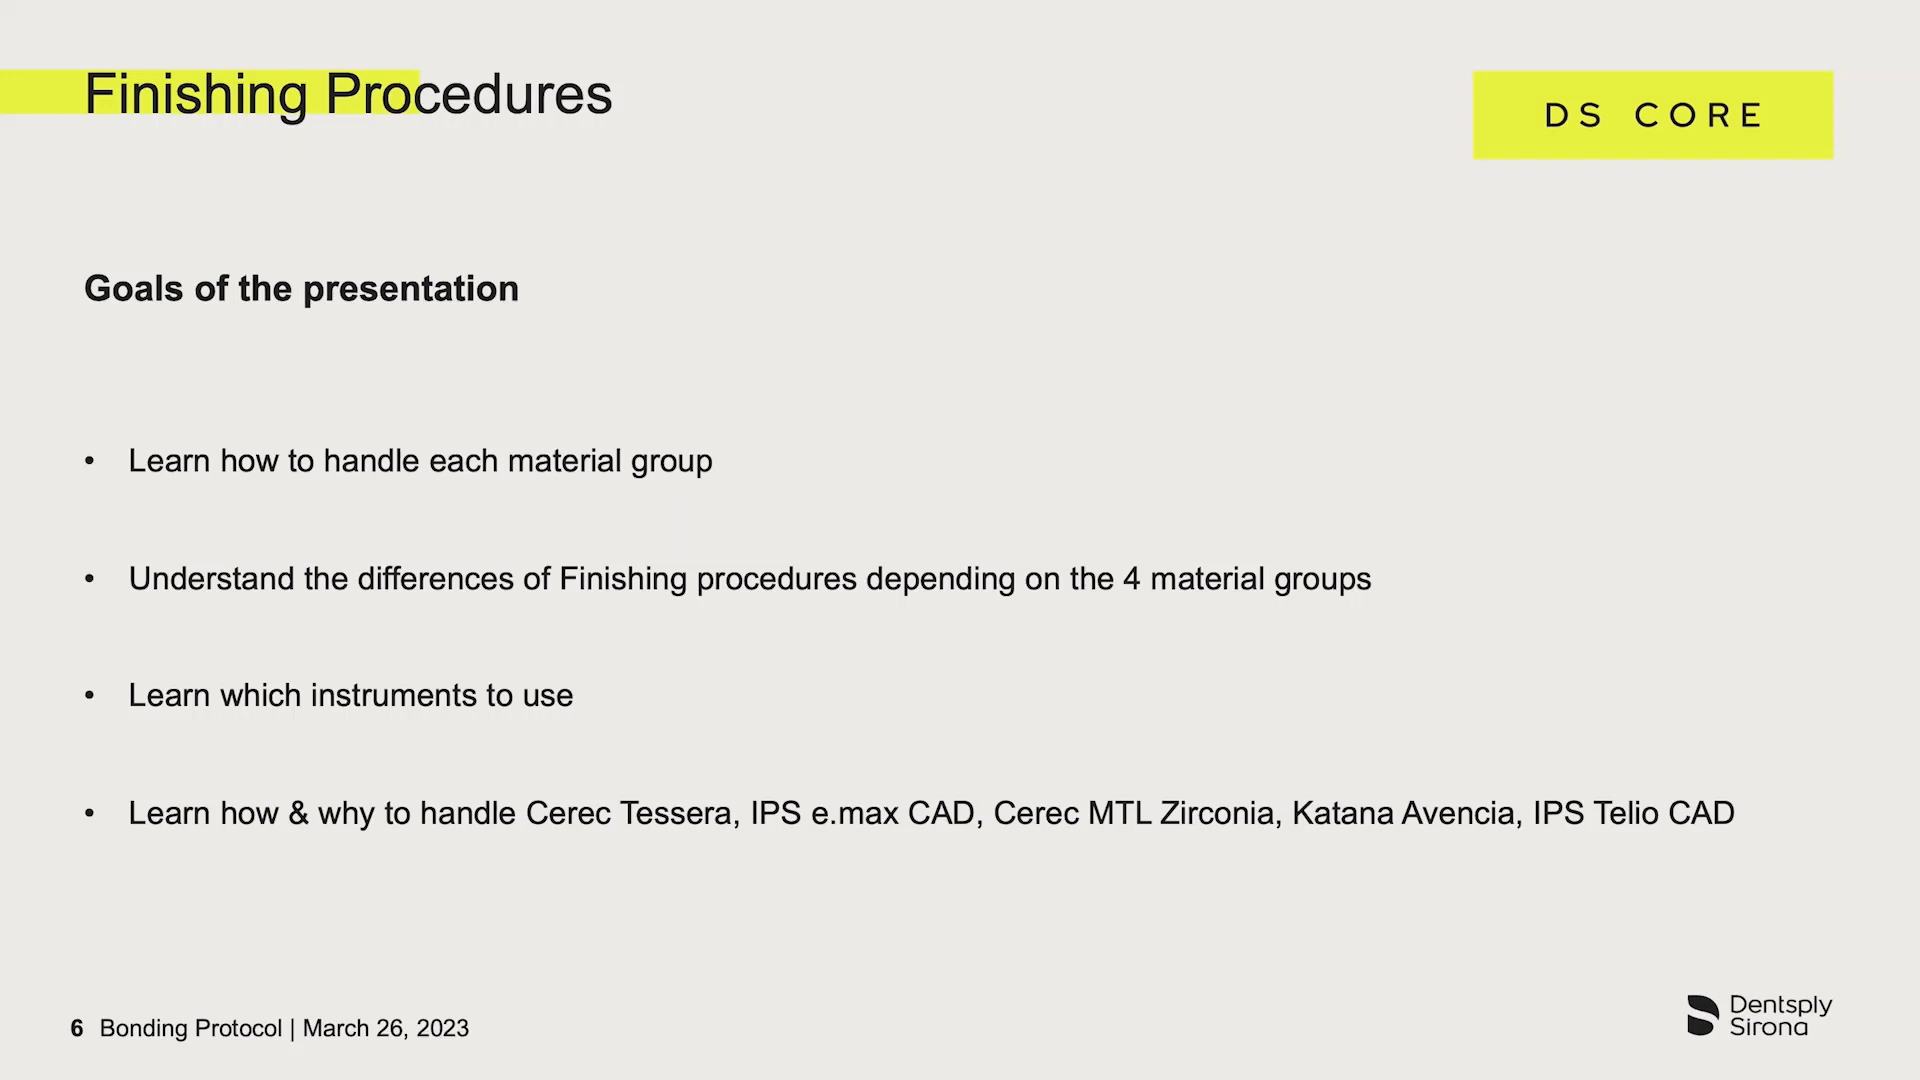 Finishing Procedures
DS CORE
Goals of the presentation
• Learn how to handle each material group
• Understand the differences of Finishing procedures depending on the 4 material groups
• Learn which instruments to use
• Learn how & why to handle Cerec Tessera, IPS e.max CAD, Cerec MTL Zirconia, Katana Avencia, IPS Telio CAD
6 Bonding Protocol | March 26, 2023
Dentsply
Sirona